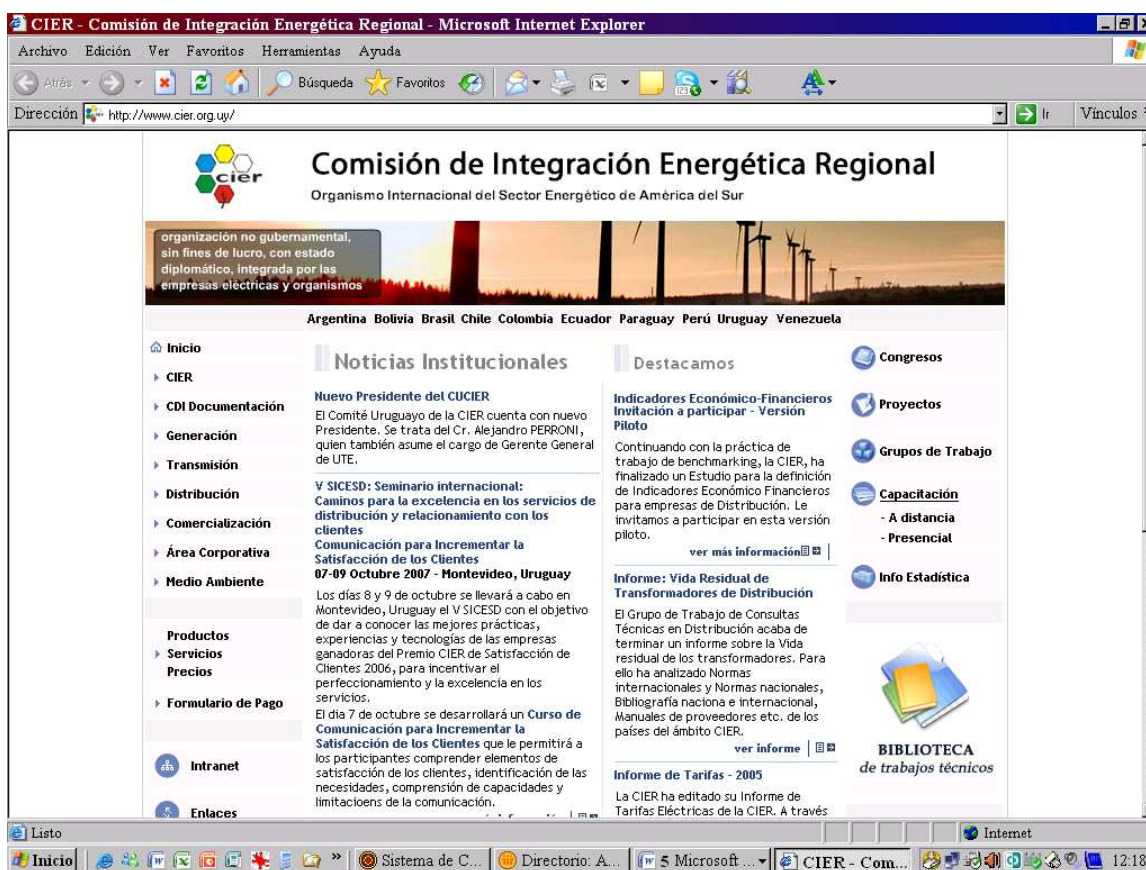 CIER - Comisión de Integración Energética Regional - Microsoft Internet Explorer
Archivo Edición Ver Favoritos Herramientas Ayuda
Atrás Búsqueda Favoritos
Dirección http://www.cier.org.uy/ Ir Vínculos
cier
Comisión de Integración Energética Regional
Organismo Internacional del Sector Energético de América del Sur
organización no gubernamental,
sin fines de lucro, con estado
diplomático, integrada por las
empresas eléctricas y organismos
Argentina Bolivia Brasil Chile Colombia Ecuador Paraguay Perú Uruguay Venezuela
Inicio
CIER
CDI Documentación
Generación
Transmisión
Distribución
Comercialización
Área Corporativa
Medio Ambiente
Productos
Servicios
Precios
Formulario de Pago
Intranet
Enlaces
Noticias Institucionales
Nuevo Presidente del CUCIER
El Comité Uruguayo de la CIER cuenta con nuevo
Presidente. Se trata del Cr. Alejandro PERRONI,
quien también asume el cargo de Gerente General
de UTE.
V SICESD: Seminario internacional:
Caminos para la excelencia en los servicios de
distribución y relacionamiento con los
clientes
Comunicación para Incrementar la
Satisfacción de los Clientes
07-09 Octubre 2007 - Montevideo, Uruguay
Los días 8 y 9 de octubre se llevará a cabo en
Montevideo, Uruguay el V SICESD con el objetivo
de dar a conocer las mejores prácticas,
experiencias y tecnologías de las empresas
ganadoras del Premio CIER de Satisfacción de
Clientes 2006, para incentivar el
perfeccionamiento y la excelencia en los
servicios.
El dia 7 de octubre se desarrollará un Curso de
Comunicación para Incrementar la
Satisfacción de los Clientes que le permitirá a
los participantes comprender elementos de
satisfacción de los clientes, identificación de las
necesidades, comprensión de capacidades y
limitacioens de la comunicación.
Destacamos
Indicadores Económico-Financieros
Invitación a participar - Versión
Piloto
Continuando con la práctica de
trabajo de benchmarking, la CIER, ha
finalizado un Estudio para la definición
de Indicadores Económico Financieros
para empresas de Distribución. Le
invitamos a participar en esta versión
piloto.
ver más información
Informe: Vida Residual de
Transformadores de Distribución
El Grupo de Trabajo de Consultas
Técnicas en Distribución acaba de
terminar un informe sobre la Vida
residual de los transformadores. Para
ello ha analizado Normas
internacionales y Normas nacionales,
Bibliografía naciona e internacional,
Manuales de proveedores etc. de los
países del ámbito CIER.
ver informe
Informe de Tarifas - 2005
La CIER ha editado su Informe de
Tarifas Eléctricas de la CIER. A través
Congresos
Proyectos
Grupos de Trabajo
Capacitación
- A distancia
- Presencial
Info Estadística
BIBLIOTECA
de trabajos técnicos
Listo Internet
Inicio » Sistema de C... Directorio: A... 5 Microsoft ... CIER - Com... 12:18